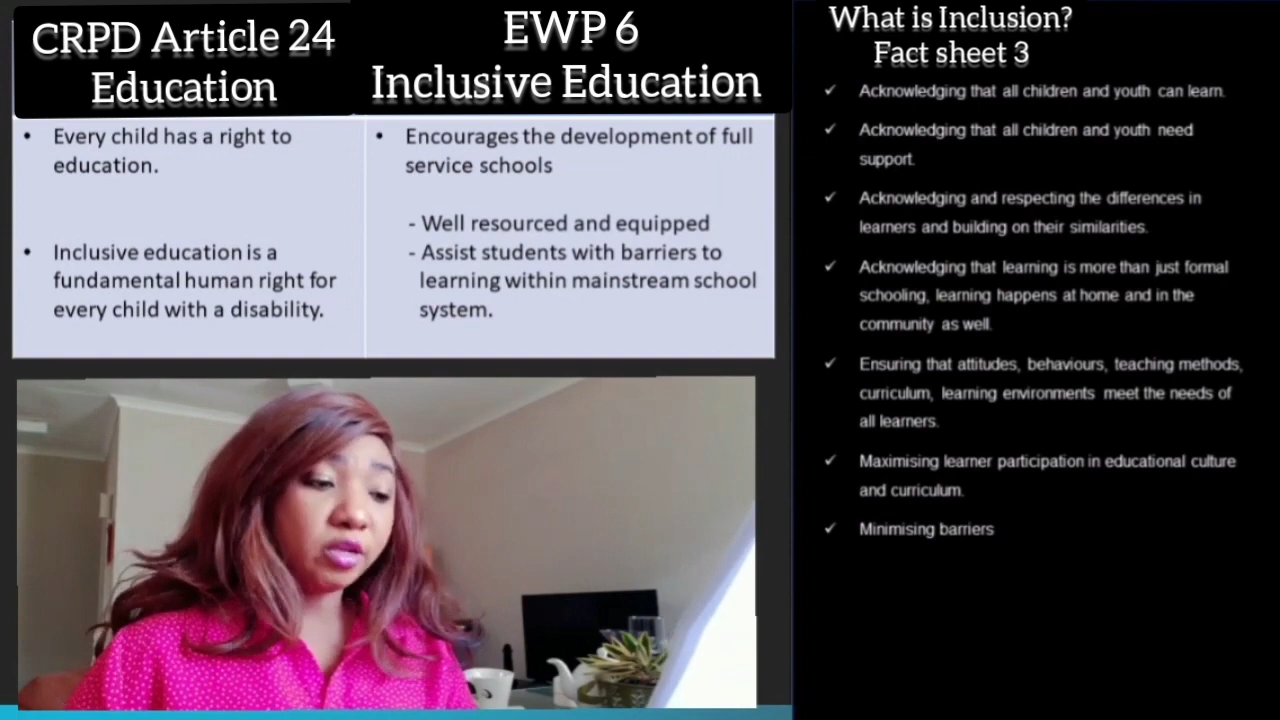 CRPD Article 24
Education
• Every child has a right to
education.
• Inclusive education is a
fundamental human right for
every child with a disability.
EWP 6
Inclusive Education
• Encourages the development of full
service schools
- Well resourced and equipped
- Assist students with barriers to
learning within mainstream school
system.
What is Inclusion?
Fact sheet 3
✓ Acknowledging that all children and youth can learn.
✓ Acknowledging that all children and youth need
support.
✓ Acknowledging and respecting the differences in
learners and building on their similarities.
✓ Acknowledging that learning is more than just formal
schooling, learning happens at home and in the
community as well.
✓ Ensuring that attitudes, behaviours, teaching methods,
curriculum, learning environments meet the needs of
all learners.
✓ Maximising learner participation in educational culture
and curriculum.
✓ Minimising barriers